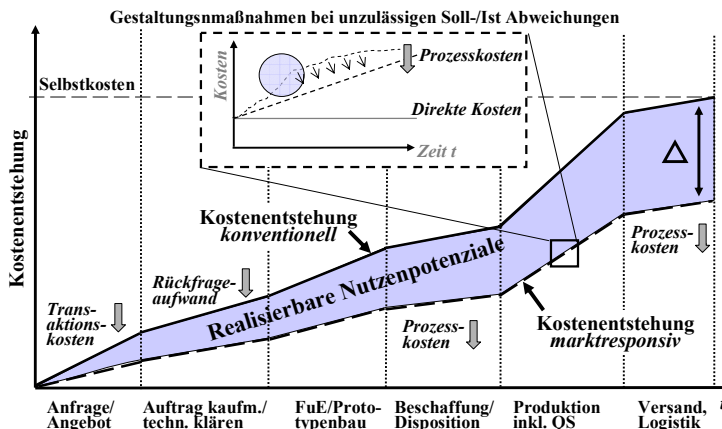 Gestaltungsnmaßnahmen bei unzulässigen Soll-/Ist Abweichungen
Kosten
Prozesskosten
Direkte Kosten
Zeit t
Selbstkosten
Kostenentstehung
Δ
Kostenentstehung
konventionell
Realisierbare Nutzenpotenziale
Prozess-
kosten
Rückfrage-
aufwand
Trans-
aktions-
kosten
Prozess-
kosten
Kostenentstehung
marktresponsiv
Anfrage/
Angebot
Auftrag kaufm./
techn. klären
FuE/Proto-
typenbau
Beschaffung/
Disposition
Produktion
inkl. OS
Versand,
Logistik
t